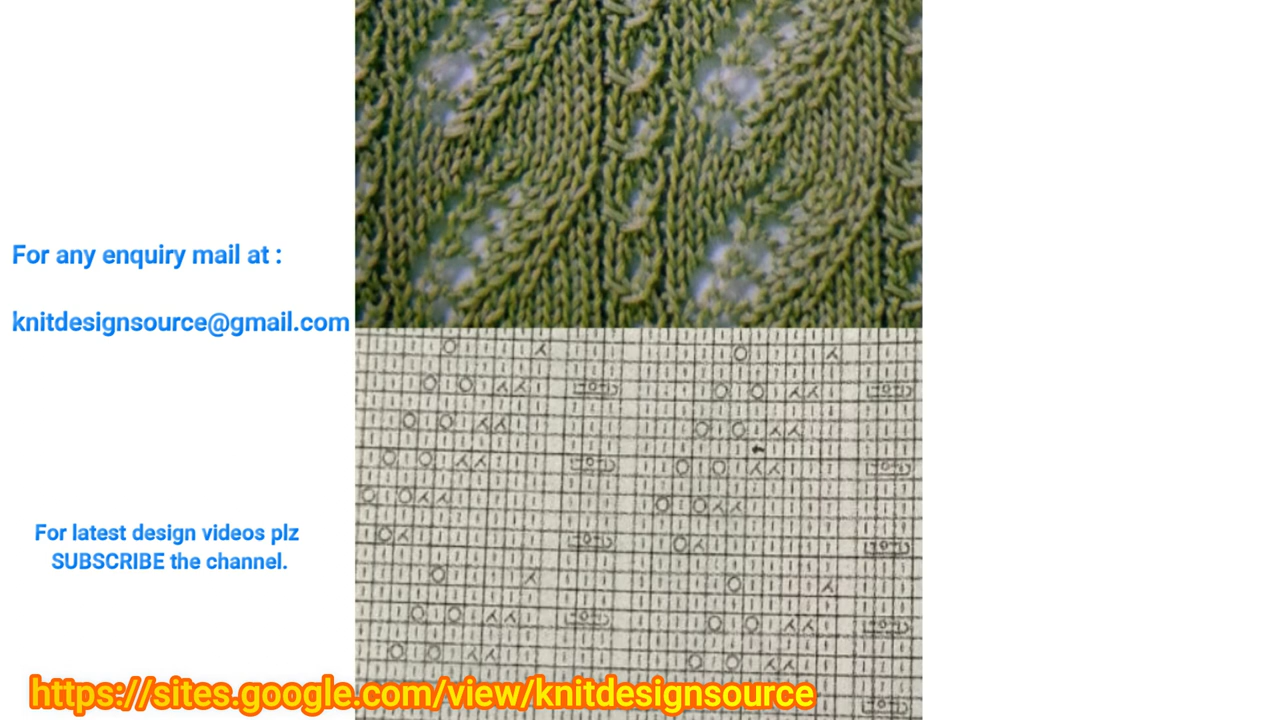 For any enquiry mail at :
knitdesignsource@gmail.com
For latest design videos plz
SUBSCRIBE the channel.
https://sites.google.com/view/knitdesignsource